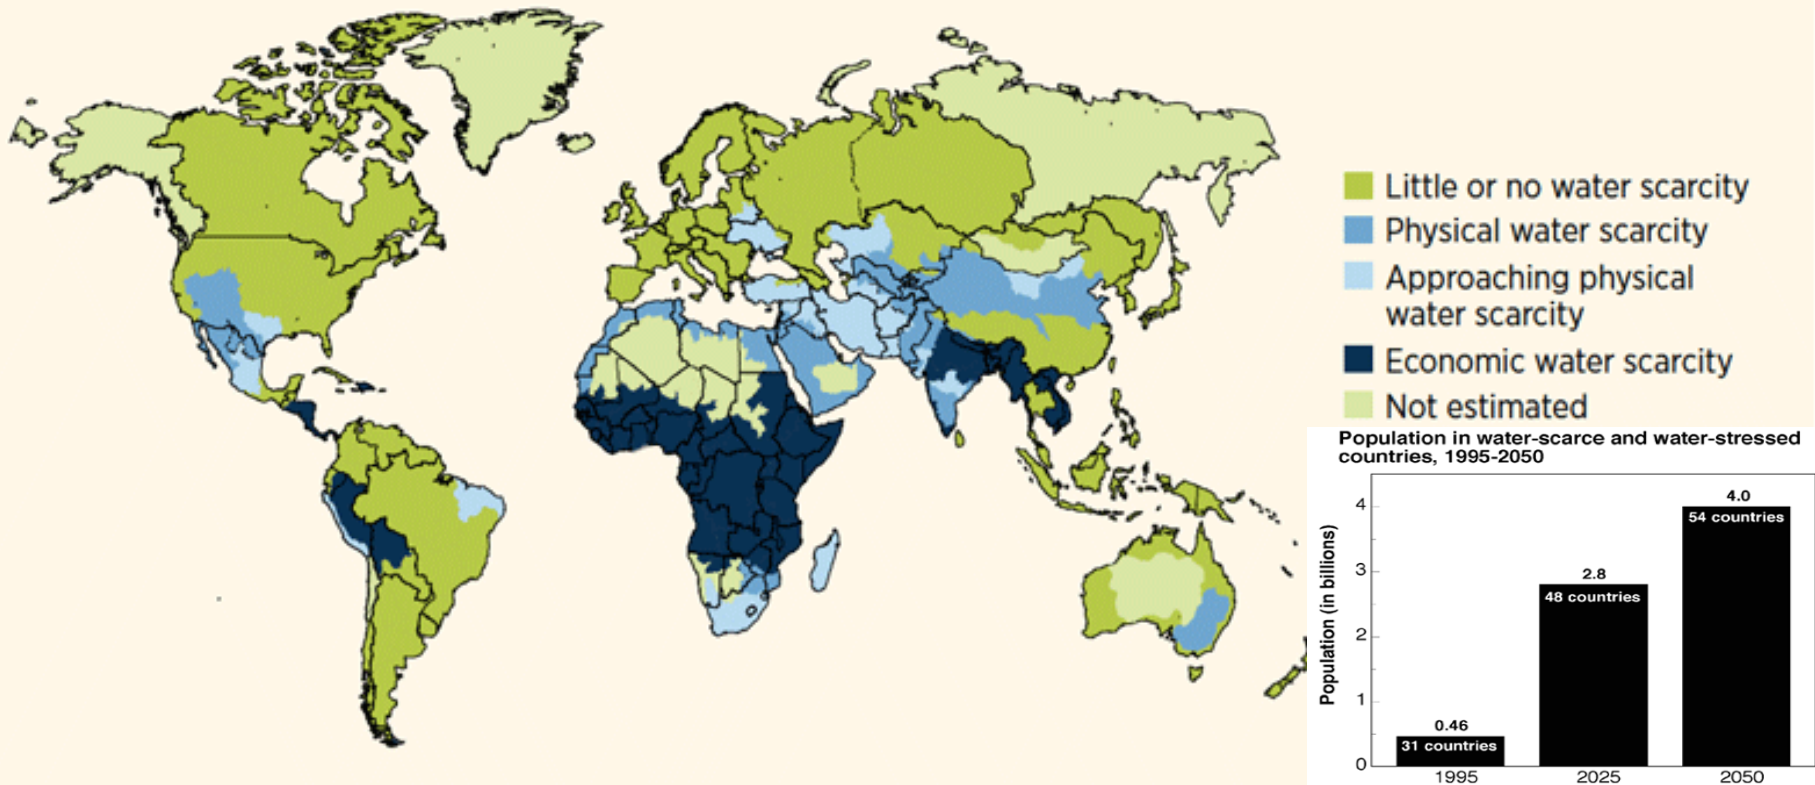 Little or no water scarcity
Physical water scarcity
Approaching physical
water scarcity
Economic water scarcity
Not estimated
Population in water-scarce and water-stressed
countries, 1995-2050
Population (in billions)
4
3
2
1
0
0.46
31 countries
2.8
48 countries
4.0
54 countries
1995
2025
2050